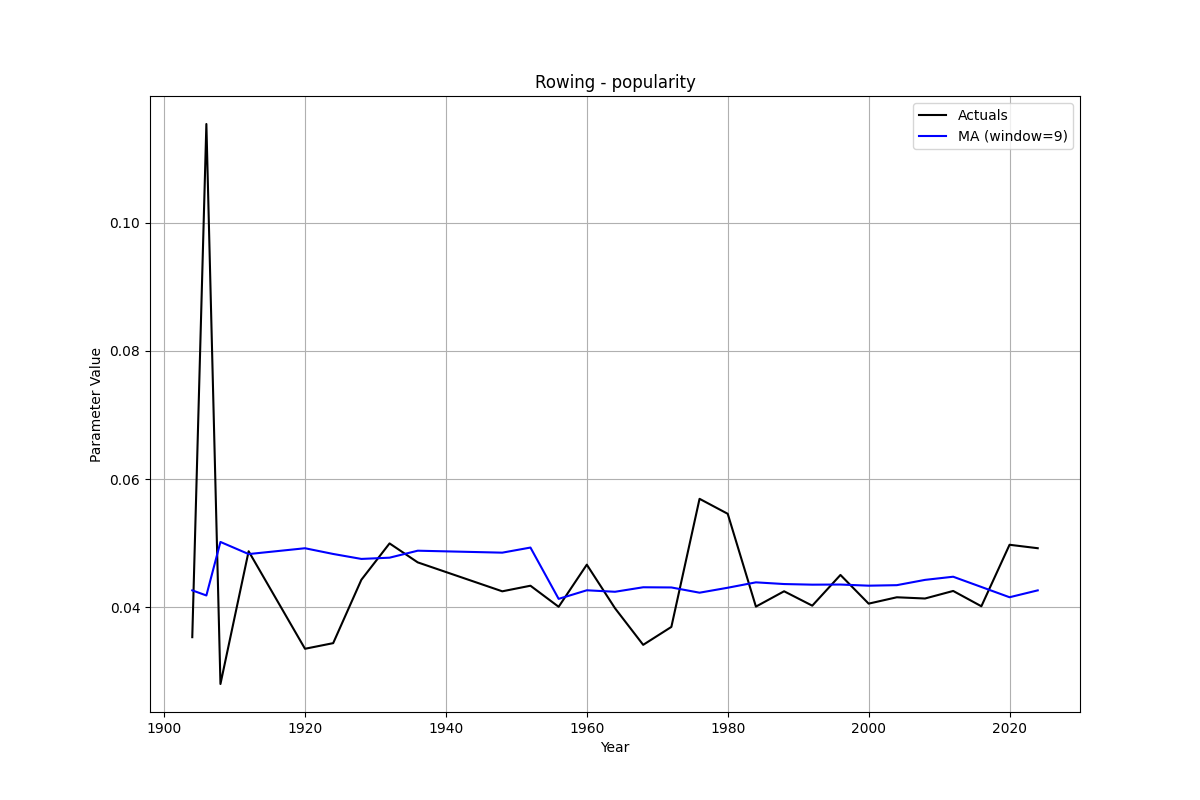 Rowing - popularity
Actuals
MA (window=9)
0.10
0.08
0.06
0.04
Parameter Value
1900 1920 1940 1960 1980 2000 2020
Year